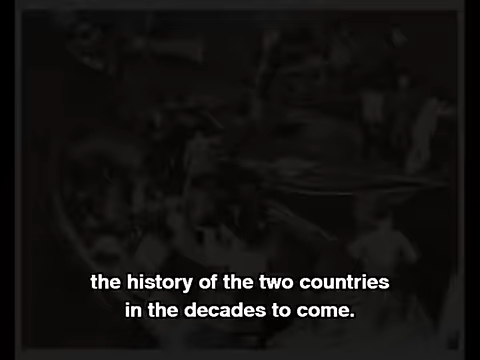 the history of the two countries
in the decades to come.